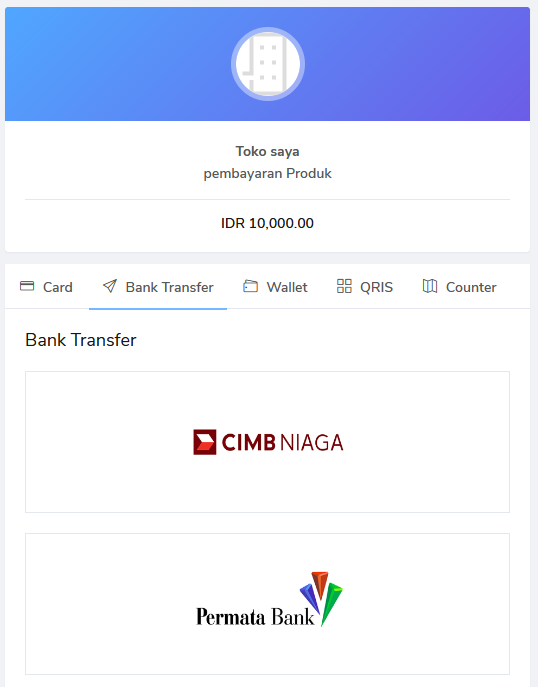 Toko saya
pembayaran Produk
IDR 10,000.00
Card Bank Transfer Wallet QRIS Counter
Bank Transfer
CIMB NIAGA
Permata Bank